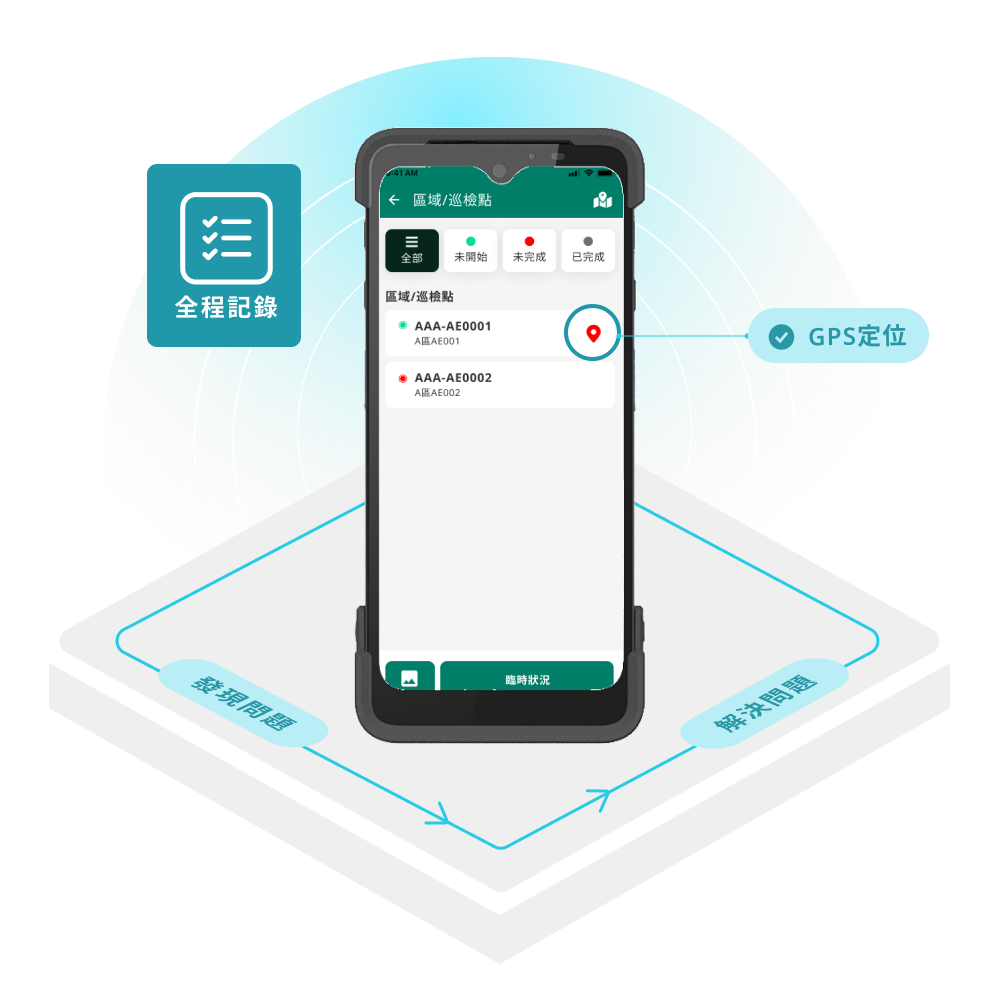 :41 AM
區域/巡檢點
全部
未開始
未完成
已完成
區域/巡檢點
AAA-AE0001
A區AE001
AAA-AE0002
A區AE002
臨時狀況
全程記錄
GPS定位
發現問題
解決問題